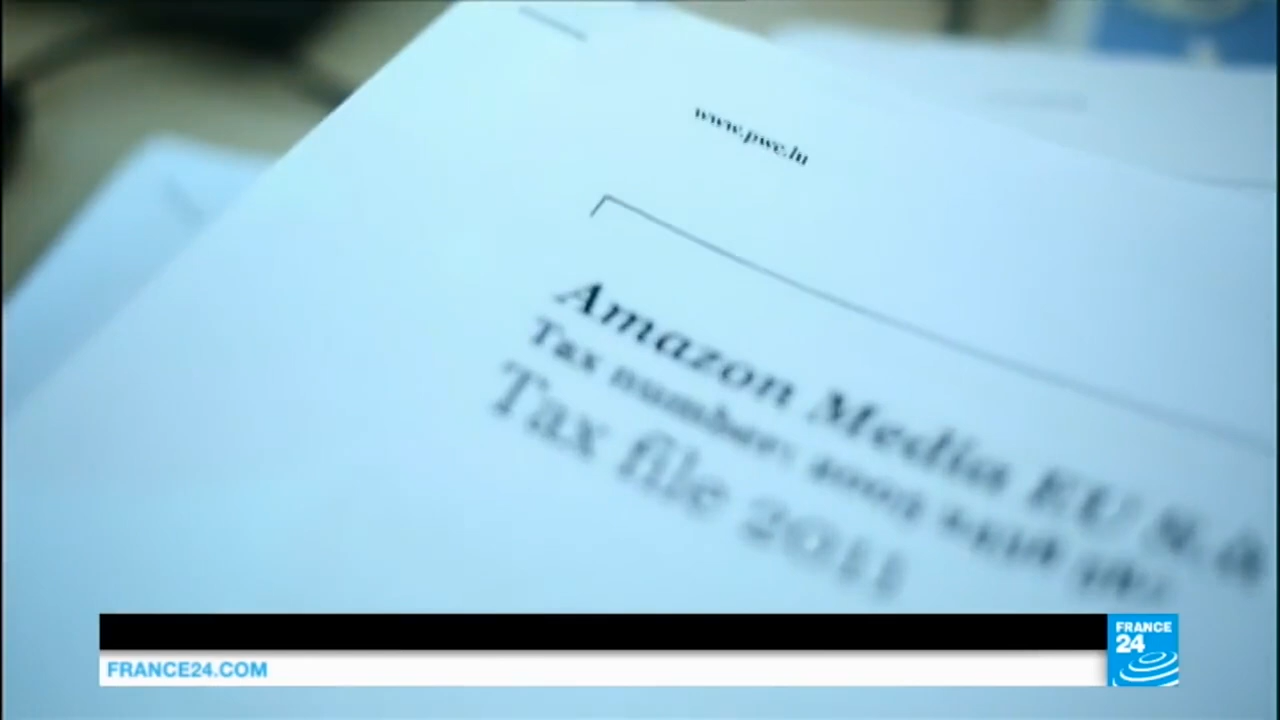 www.pwc.lu
Amazon Media EU S.à
Tax number:
Tax file 2011
FRANCE
24
FRANCE24.COM